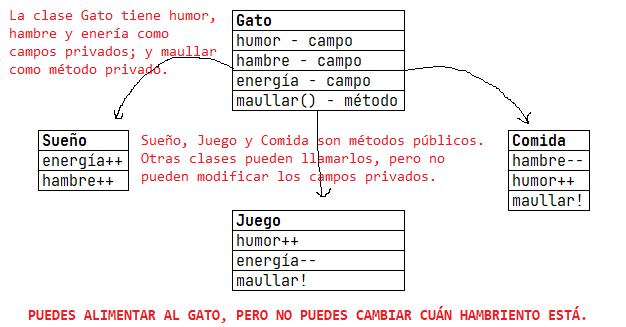 La clase Gato tiene humor,
hambre y enería como
campos privados; y maullar
como método privado.
Gato
humor - campo
hambre - campo
energía - campo
maullar() - método
Sueño
energía++
hambre++
Sueño, Juego y Comida son métodos públicos.
Otras clases pueden llamarlos, pero no
pueden modificar los campos privados.
Comida
hambre--
humor++
maullar!
Juego
humor++
energía--
maullar!
PUEDES ALIMENTAR AL GATO, PERO NO PUEDES CAMBIAR CUÁN HAMBRIENTO ESTÁ.